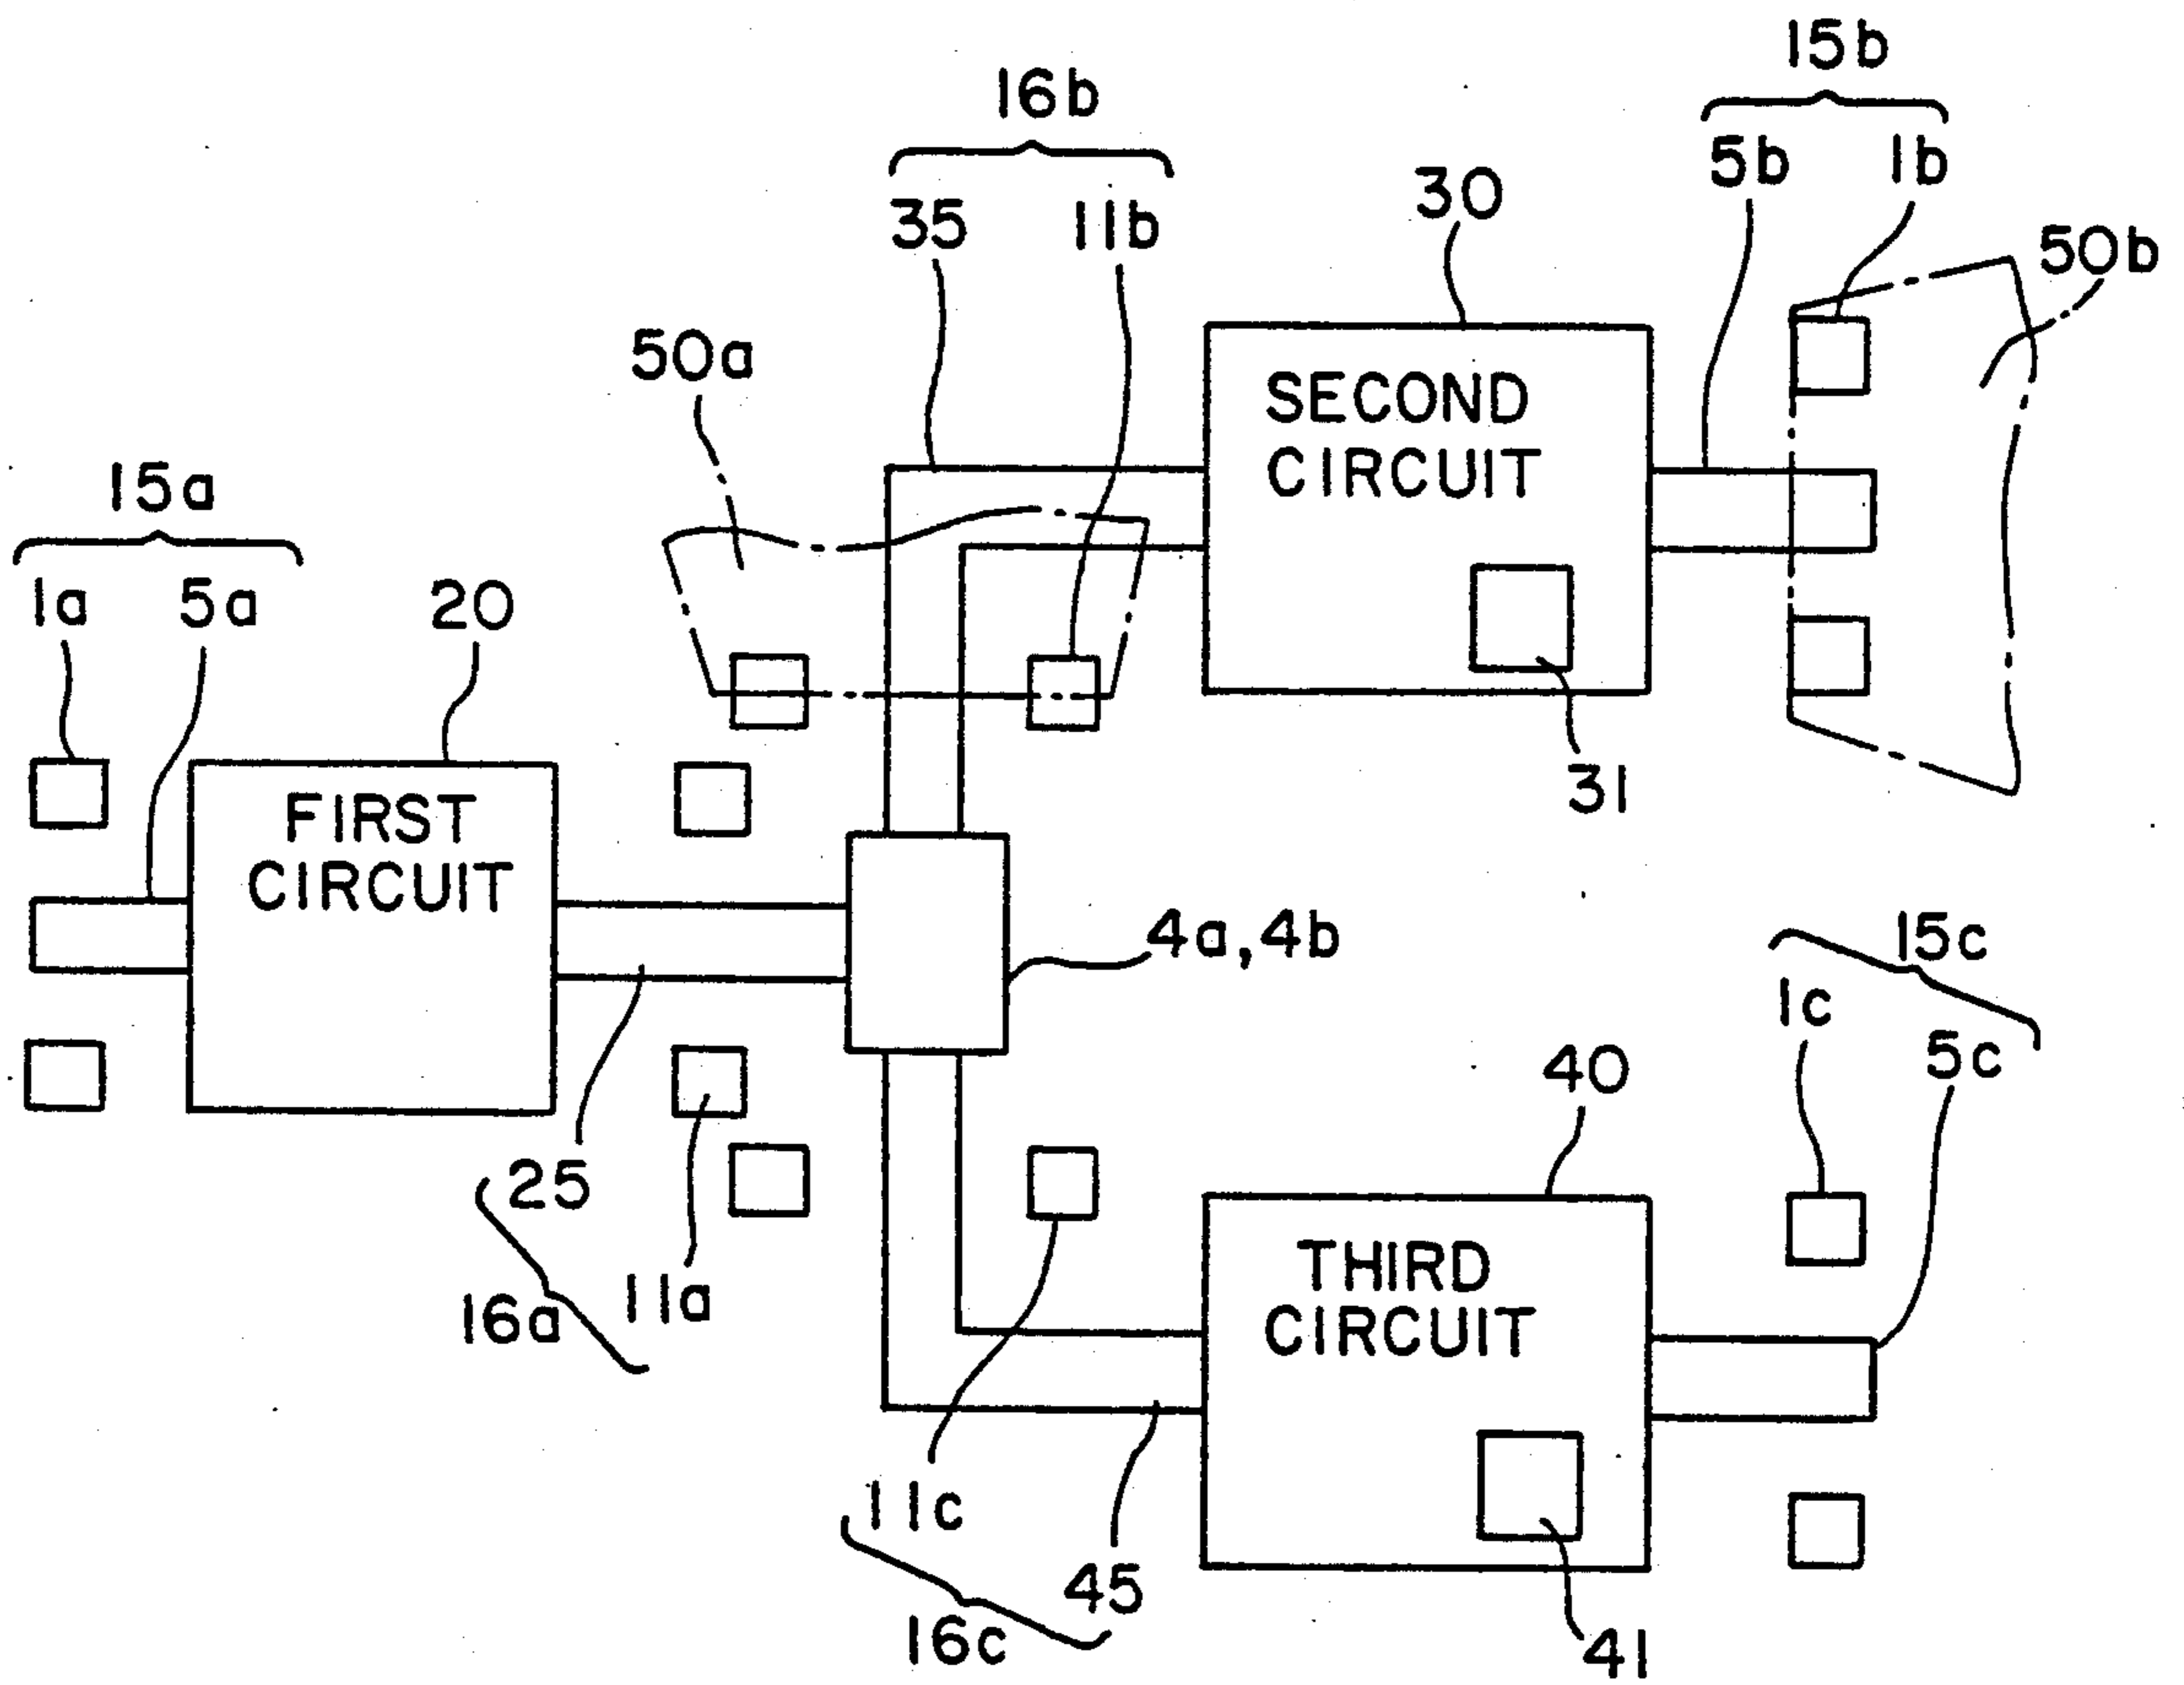 15b
16b
5b 1b
30
35 11b
50b
50a
SECOND
CIRCUIT
15a
1a 5a 20
31
FIRST
CIRCUIT
4a,4b
15c
1c
5c
40
25
11a
16a
THIRD
CIRCUIT
11c
45
16c
41